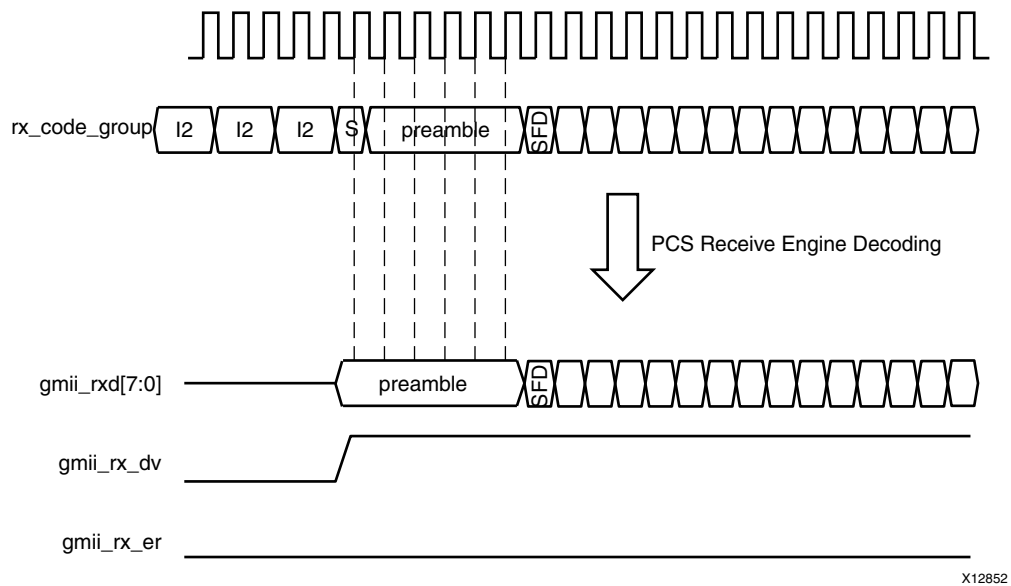 rx_code_group I2 I2 I2 S preamble SFD
PCS Receive Engine Decoding
gmii_rxd[7:0] preamble SFD
gmii_rx_dv
gmii_rx_er
X12852